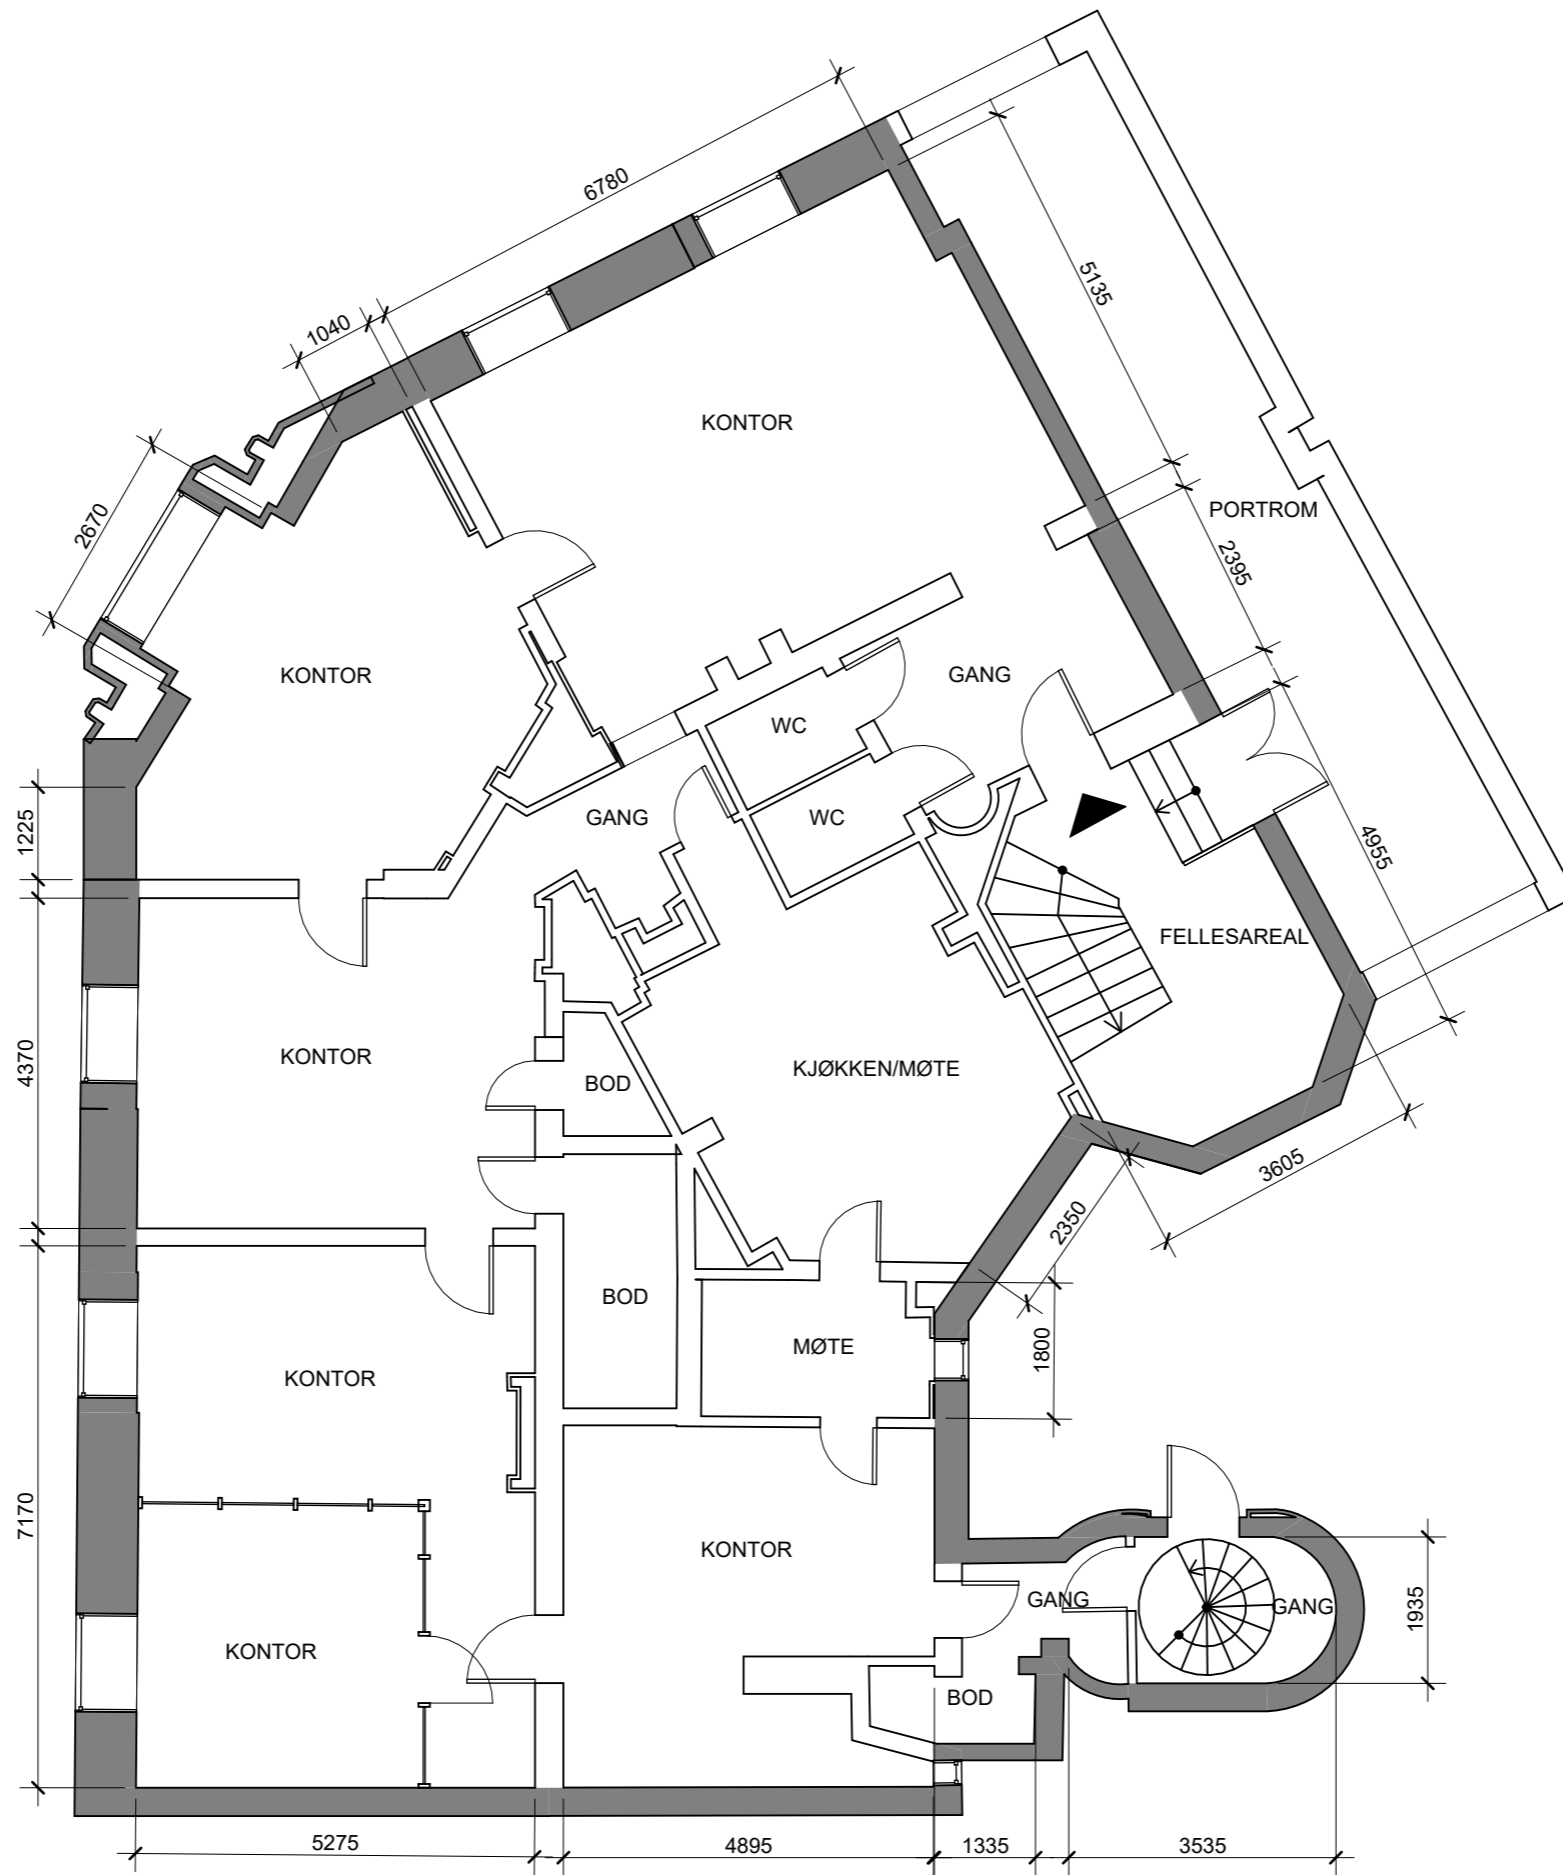 6780
1040
5135
KONTOR
2670
PORTROM
2395
KONTOR
GANG
WC
GANG
WC
1225
4955
FELLESAREAL
4370
KONTOR
BOD
KJØKKEN/MØTE
3605
2350
BOD
1800
MØTE
KONTOR
7170
KONTOR
GANG
GANG
1935
KONTOR
BOD
5275
4895
1335
3535